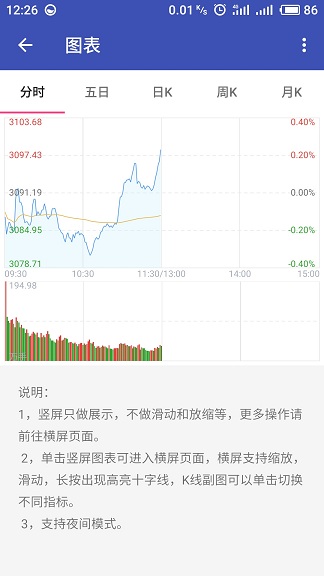 12:26 0.01 K/s 4G 86
图表
分时 五日 日K 周K 月K
3103.68 0.40%
3097.43 0.20%
3091.19 0.00%
3084.95 -0.20%
3078.71 -0.40%
09:30 10:30 11:30/13:00 14:00 15:00
194.98
万手
说明：
1，竖屏只做展示，不做滑动和放缩等，更多操作请
前往横屏页面。
2，单击竖屏图表可进入横屏页面，横屏支持缩放，
滑动，长按出现高亮十字线，K线副图可以单击切换
不同指标。
3，支持夜间模式。